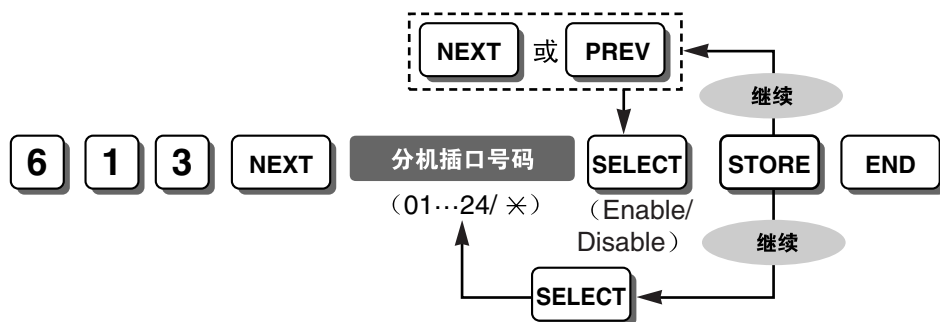 NEXT 或 PREV
继续
6 1 3 NEXT 分机插口号码 SELECT STORE END
（01…24/ ✳） （Enable/
Disable）
继续
SELECT